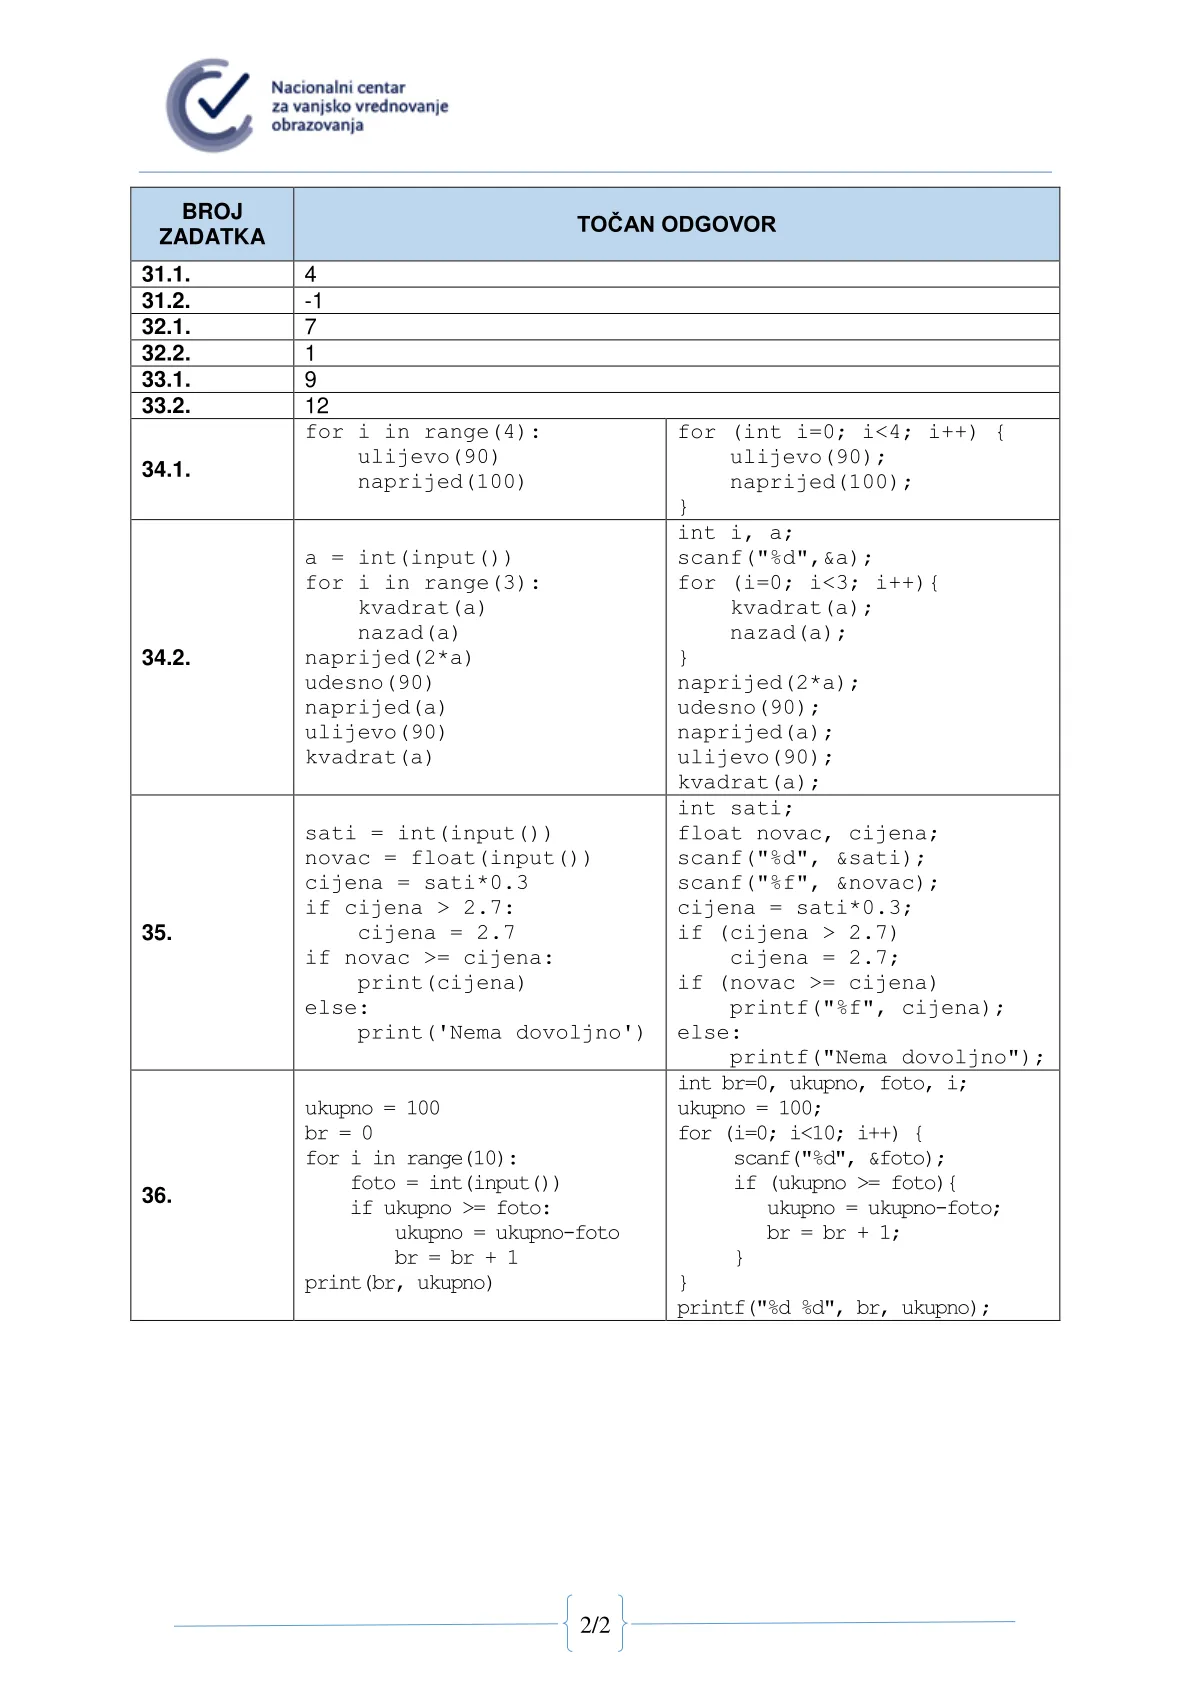 Nacionalni centar
za vanjsko vrednovanje
obrazovanja
BROJ
ZADATKA
TOČAN ODGOVOR
31.1.
4
31.2.
-1
32.1.
7
32.2.
1
33.1.
9
33.2.
12
34.1.
for i in range(4):
    ulijevo(90)
    naprijed(100)
for (int i=0; i<4; i++) {
    ulijevo(90);
    naprijed(100);
}
34.2.
a = int(input())
for i in range(3):
    kvadrat(a)
    nazad(a)
naprijed(2*a)
udesno(90)
naprijed(a)
ulijevo(90)
kvadrat(a)
int i, a;
scanf("%d",&a);
for (i=0; i<3; i++){
    kvadrat(a);
    nazad(a);
}
naprijed(2*a);
udesno(90);
naprijed(a);
ulijevo(90);
kvadrat(a);
35.
sati = int(input())
novac = float(input())
cijena = sati*0.3
if cijena > 2.7:
    cijena = 2.7
if novac >= cijena:
    print(cijena)
else:
    print('Nema dovoljno')
int sati;
float novac, cijena;
scanf("%d", &sati);
scanf("%f", &novac);
cijena = sati*0.3;
if (cijena > 2.7)
    cijena = 2.7;
if (novac >= cijena)
    printf("%f", cijena);
else:
    printf("Nema dovoljno");
36.
ukupno = 100
br = 0
for i in range(10):
    foto = int(input())
    if ukupno >= foto:
        ukupno = ukupno-foto
        br = br + 1
print(br, ukupno)
int br=0, ukupno, foto, i;
ukupno = 100;
for (i=0; i<10; i++) {
     scanf("%d", &foto);
     if (ukupno >= foto){
        ukupno = ukupno-foto;
        br = br + 1;
     }
}
printf("%d %d", br, ukupno);
2/2